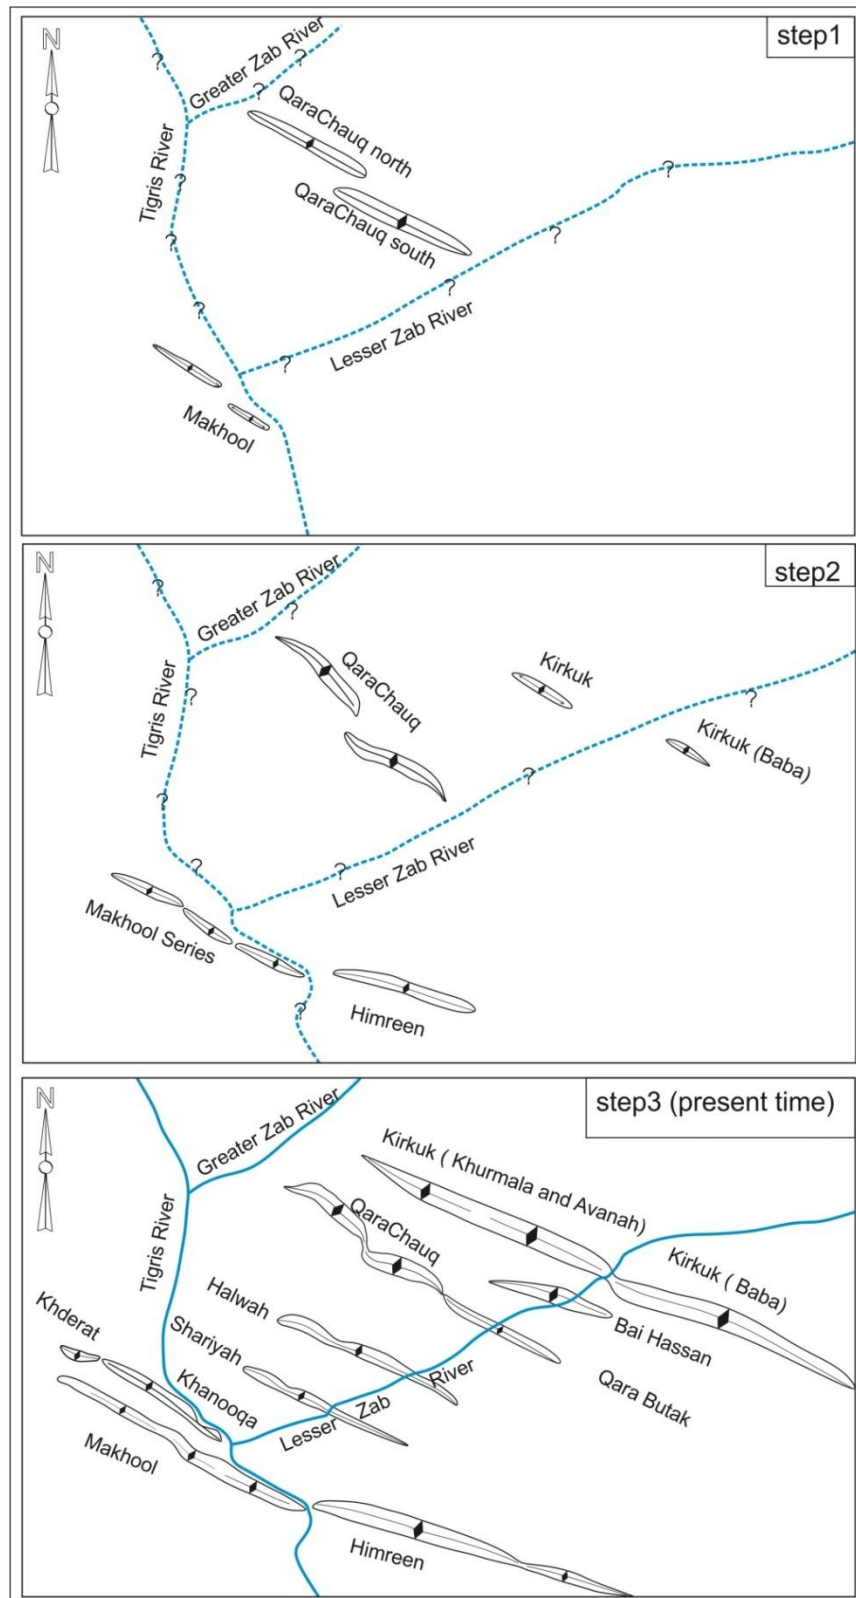 step1
N
Greater Zab River
?
?
?
QaraChauq north
Tigris River
?
QaraChauq south
?
?
?
?
?
Lesser Zab River
?
Makhool
step2
N
Greater Zab River
?
?
QaraChauq
Kirkuk
Tigris River
?
?
Kirkuk (Baba)
?
?
?
?
Lesser Zab River
Makhool Series
Himreen
?
step3 (present time)
N
Greater Zab River
Kirkuk ( Khurmala and Avanah)
QaraChauq
Tigris River
Kirkuk ( Baba)
Halwah
Khderat
Shariyah
Bai Hassan
Khanooqa
Qara Butak
Lesser Zab River
Makhool
Himreen